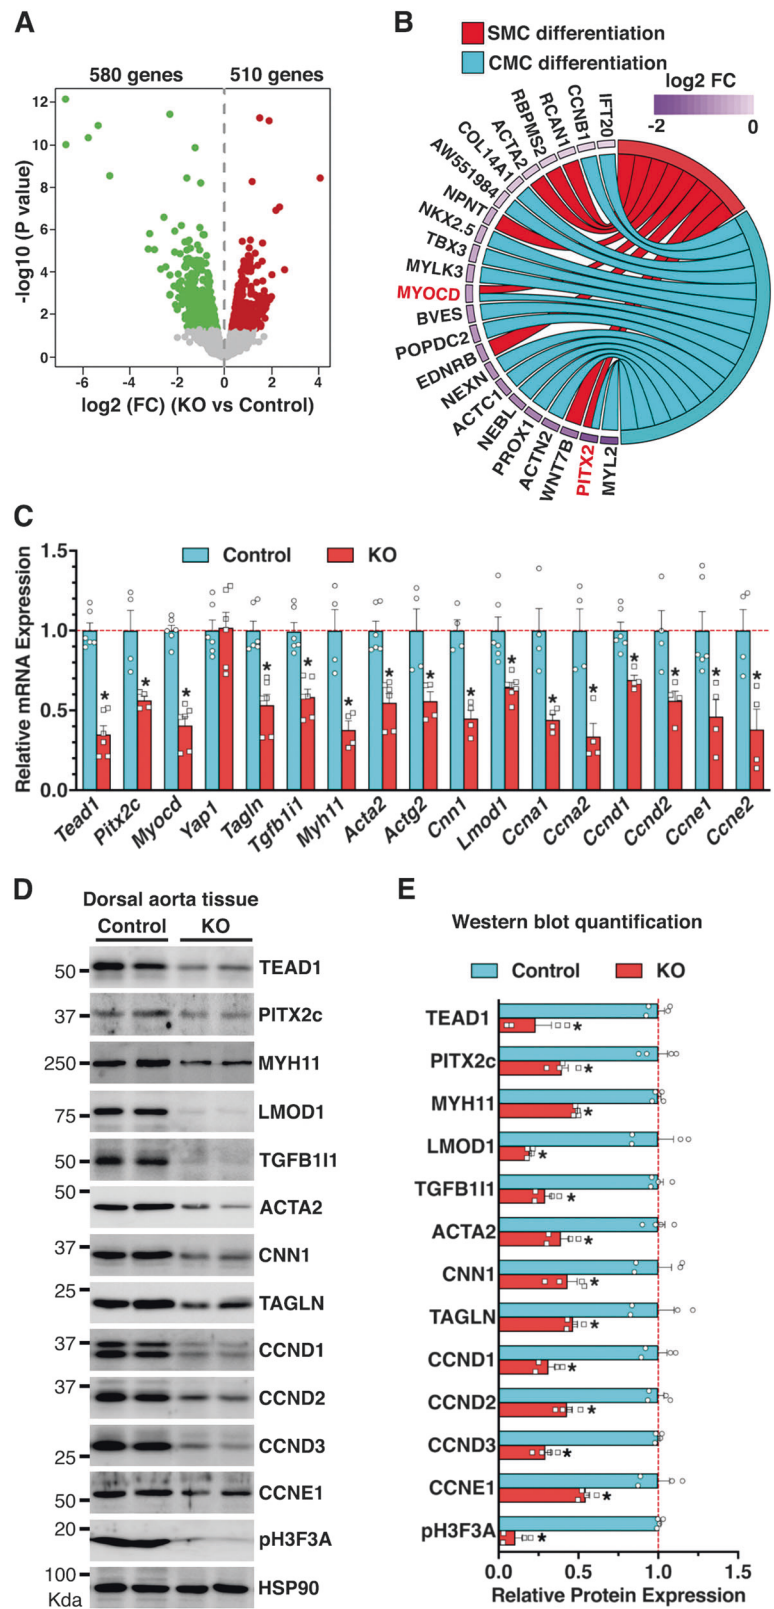 A
580 genes 510 genes
12
10
8
6
-4
2
0
-log10 (P value)
-6 -4 -2 0 2 4
log2 (FC) (KO vs Control)
B
SMC differentiation
CMC differentiation
log2 FC
-2 0
IFT20
CCNB1
RCAN1
RBPMS2
ACTA2
COL14A1
AW551984
NPNT
NKX2.5
TBX3
MYLK3
MYOCD
BVES
POPDC2
EDNRB
NEXN
ACTC1
NEBL
PROX1
ACTN2
WNT7B
PITX2
MYL2
C
Control KO
Relative mRNA Expression
1.5
1.0
0.5
0.0
* * * * * * * * * * * * * * * *
Tead1 Pitx2c Myocd Yap1 Tagln Tgfb1i1 Myh11 Acta2 Actg2 Cnn1 Lmod1 Ccna1 Ccna2 Ccnd1 Ccnd2 Ccne1 Ccne2
D
Dorsal aorta tissue
Control KO
50 TEAD1
37 PITX2c
250 MYH11
75 LMOD1
50 TGFB1I1
50 ACTA2
37 CNN1
25 TAGLN
37 CCND1
37 CCND2
25 CCND3
50 CCNE1
20 pH3F3A
100 HSP90
Kda
E
Western blot quantification
Control KO
TEAD1 *
PITX2c *
MYH11 *
LMOD1 *
TGFB1I1 *
ACTA2 *
CNN1 *
TAGLN *
CCND1 *
CCND2 *
CCND3 *
CCNE1 *
pH3F3A *
0.0 0.5 1.0 1.5
Relative Protein Expression